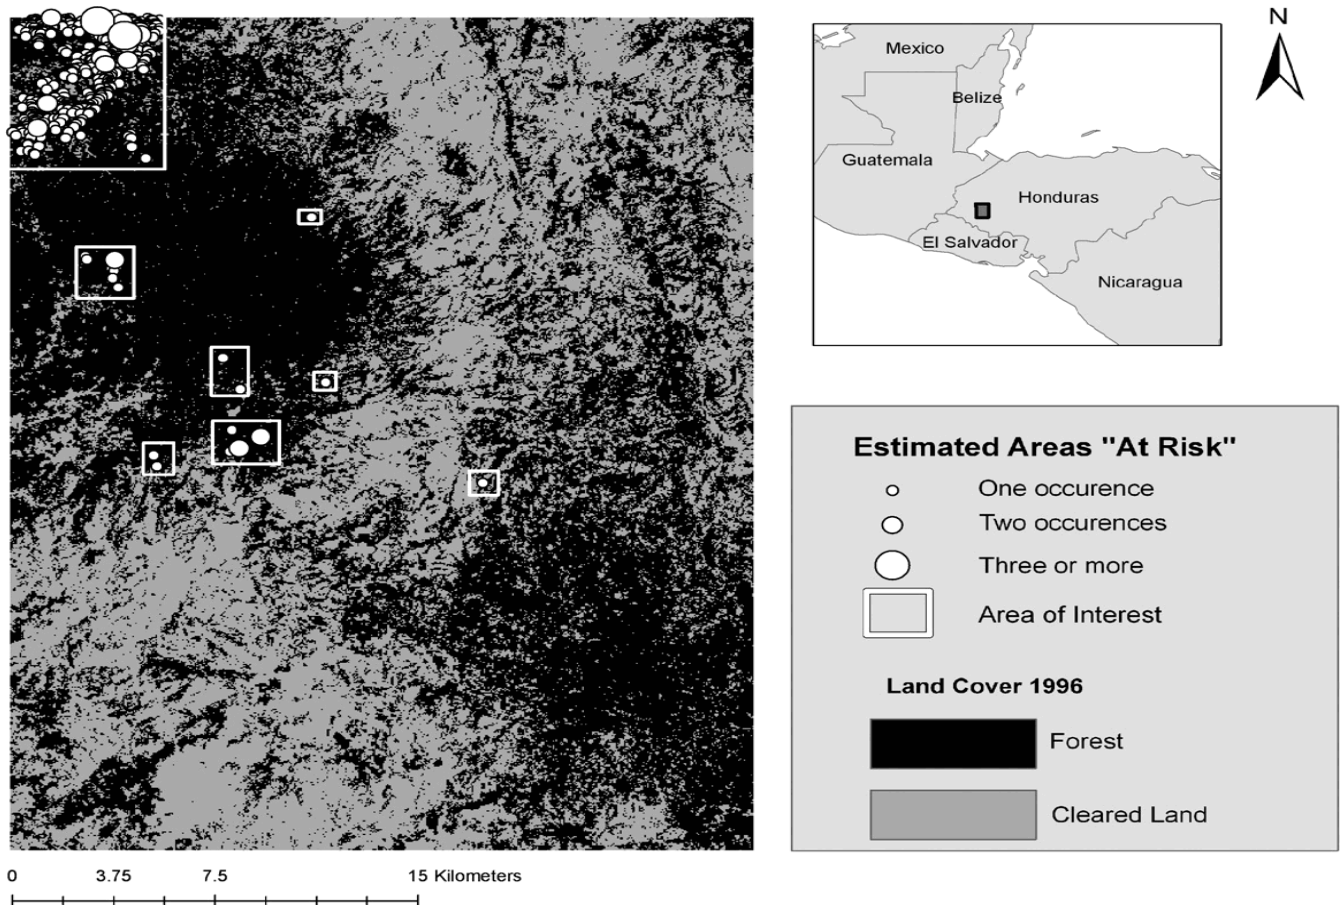 N
Mexico
Belize
Guatemala
Honduras
El Salvador
Nicaragua
Estimated Areas "At Risk"
One occurence
Two occurences
Three or more
Area of Interest
Land Cover 1996
Forest
Cleared Land
0 3.75 7.5 15 Kilometers